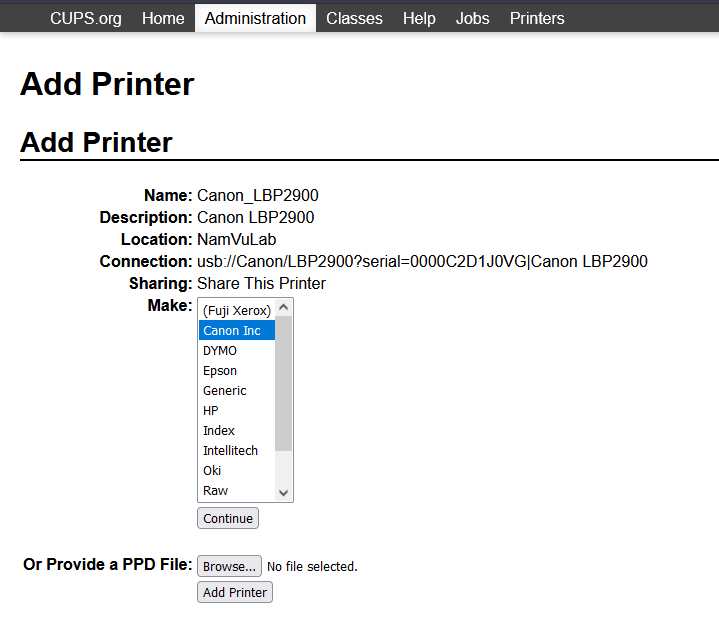 CUPS.org Home Administration Classes Help Jobs Printers
Add Printer
Add Printer
Name: Canon_LBP2900
Description: Canon LBP2900
Location: NamVuLab
Connection: usb://Canon/LBP2900?serial=0000C2D1J0VG|Canon LBP2900
Sharing: Share This Printer
Make:
(Fuji Xerox)
Canon Inc
DYMO
Epson
Generic
HP
Index
Intellitech
Oki
Raw
Continue
Or Provide a PPD File: Browse... No file selected.
Add Printer